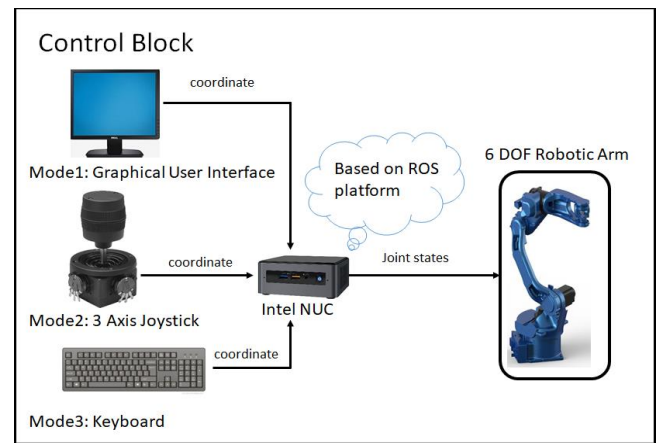 Control Block
coordinate
Mode1: Graphical User Interface
Based on ROS
platform
6 DOF Robotic Arm
coordinate
Joint states
Mode2: 3 Axis Joystick
Intel NUC
coordinate
Mode3: Keyboard